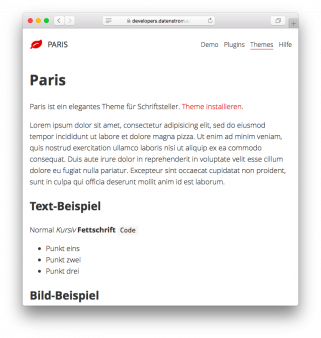 developers.datenstrom
PARIS Demo Plugins Themes Hilfe
Paris
Paris ist ein elegantes Theme für Schriftsteller. Theme installieren.
Lorem ipsum dolor sit amet, consectetur adipisicing elit, sed do eiusmod
tempor incididunt ut labore et dolore magna pizza. Ut enim ad minim veniam,
quis nostrud exercitation ullamco laboris nisi ut aliquip ex ea commodo
consequat. Duis aute irure dolor in reprehenderit in voluptate velit esse cillum
dolore eu fugiat nulla pariatur. Excepteur sint occaecat cupidatat non proident,
sunt in culpa qui officia deserunt mollit anim id est laborum.
Text-Beispiel
Normal Kursiv Fettschrift Code
• Punkt eins
• Punkt zwei
• Punkt drei
Bild-Beispiel